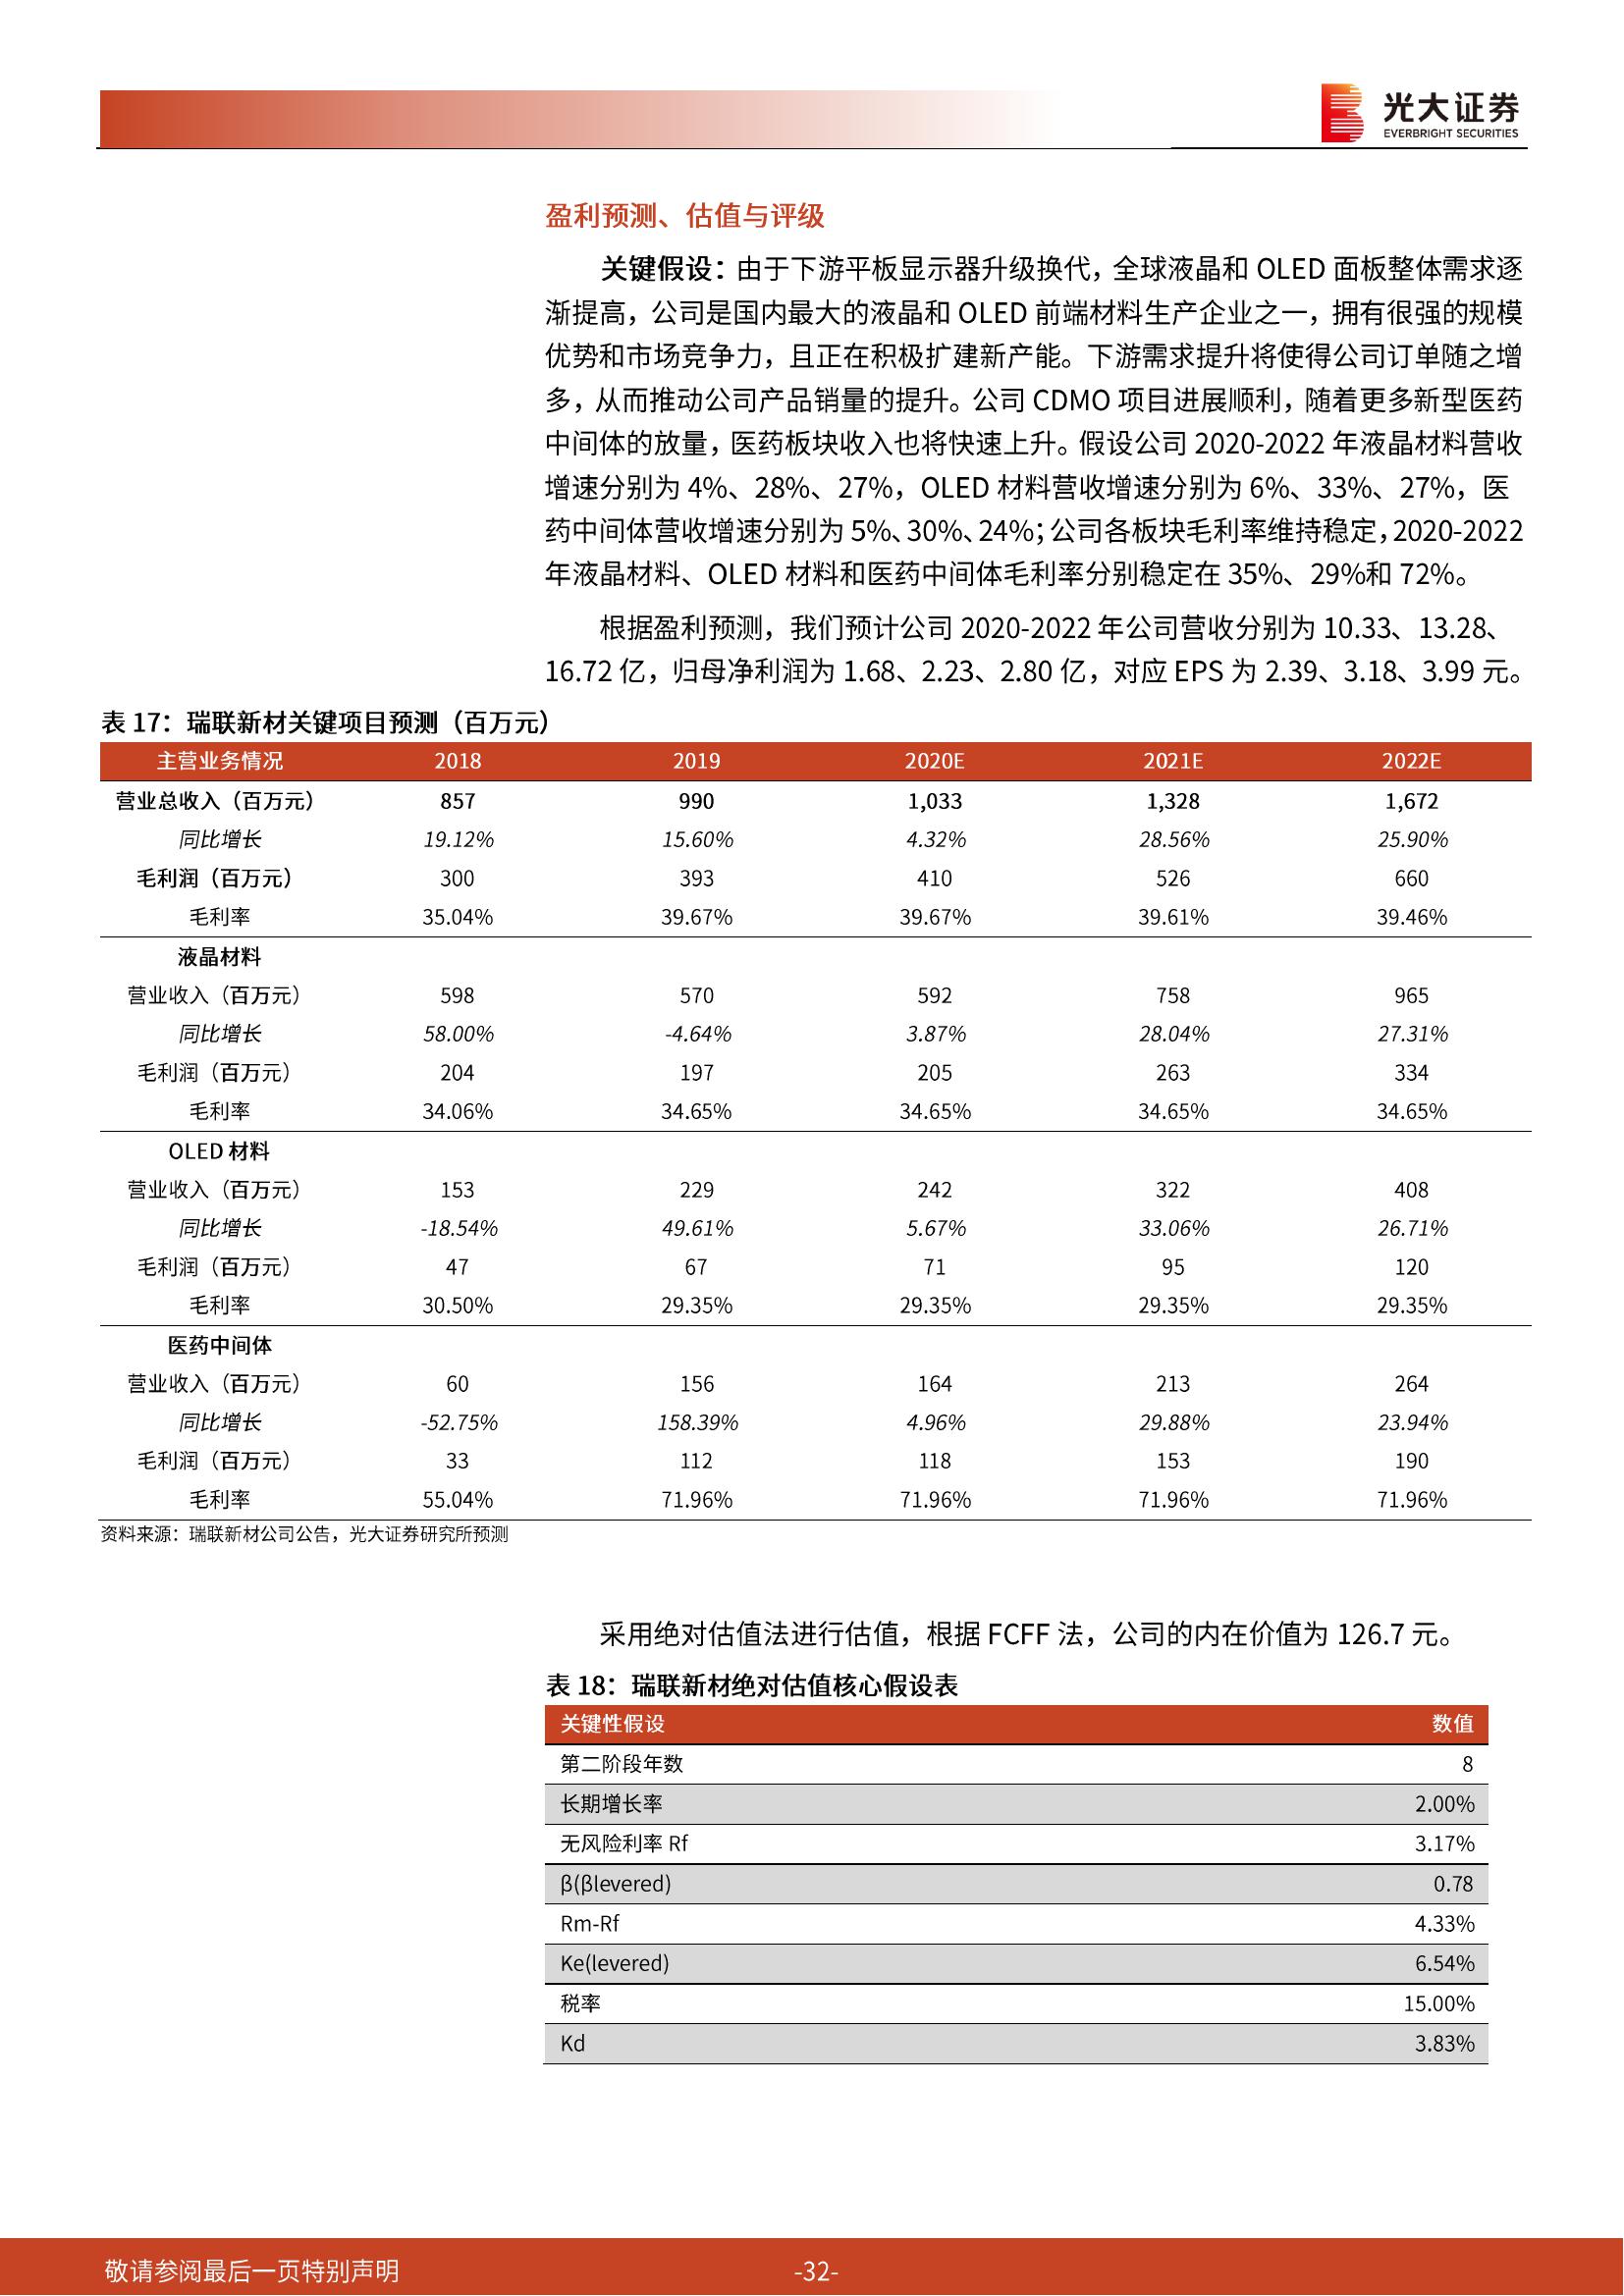 光大证券
EVERBRIGHT SECURITIES
盈利预测、估值与评级
关键假设：由于下游平板显示器升级换代，全球液晶和 OLED 面板整体需求逐
渐提高，公司是国内最大的液晶和 OLED 前端材料生产企业之一，拥有很强的规模
优势和市场竞争力，且正在积极扩建新产能。下游需求提升将使得公司订单随之增
多，从而推动公司产品销量的提升。公司 CDMO 项目进展顺利，随着更多新型医药
中间体的放量，医药板块收入也将快速上升。假设公司 2020-2022 年液晶材料营收
增速分别为 4%、28%、27%，OLED 材料营收增速分别为 6%、33%、27%，医
药中间体营收增速分别为 5%、30%、24%；公司各板块毛利率维持稳定，2020-2022
年液晶材料、OLED 材料和医药中间体毛利率分别稳定在 35%、29%和 72%。
根据盈利预测，我们预计公司 2020-2022 年公司营收分别为 10.33、13.28、
16.72 亿，归母净利润为 1.68、2.23、2.80 亿，对应 EPS 为 2.39、3.18、3.99 元。
表 17：瑞联新材关键项目预测（百万元）
主营业务情况 2018 2019 2020E 2021E 2022E
营业总收入（百万元） 857 990 1,033 1,328 1,672
同比增长 19.12% 15.60% 4.32% 28.56% 25.90%
毛利润（百万元） 300 393 410 526 660
毛利率 35.04% 39.67% 39.67% 39.61% 39.46%
液晶材料
营业收入（百万元） 598 570 592 758 965
同比增长 58.00% -4.64% 3.87% 28.04% 27.31%
毛利润（百万元） 204 197 205 263 334
毛利率 34.06% 34.65% 34.65% 34.65% 34.65%
OLED 材料
营业收入（百万元） 153 229 242 322 408
同比增长 -18.54% 49.61% 5.67% 33.06% 26.71%
毛利润（百万元） 47 67 71 95 120
毛利率 30.50% 29.35% 29.35% 29.35% 29.35%
医药中间体
营业收入（百万元） 60 156 164 213 264
同比增长 -52.75% 158.39% 4.96% 29.88% 23.94%
毛利润（百万元） 33 112 118 153 190
毛利率 55.04% 71.96% 71.96% 71.96% 71.96%
资料来源：瑞联新材公司公告，光大证券研究所预测
采用绝对估值法进行估值，根据 FCFF 法，公司的内在价值为 126.7 元。
表 18：瑞联新材绝对估值核心假设表
关键性假设 数值
第二阶段年数 8
长期增长率 2.00%
无风险利率 Rf 3.17%
β(βlevered) 0.78
Rm-Rf 4.33%
Ke(levered) 6.54%
税率 15.00%
Kd 3.83%
敬请参阅最后一页特别声明 -32-